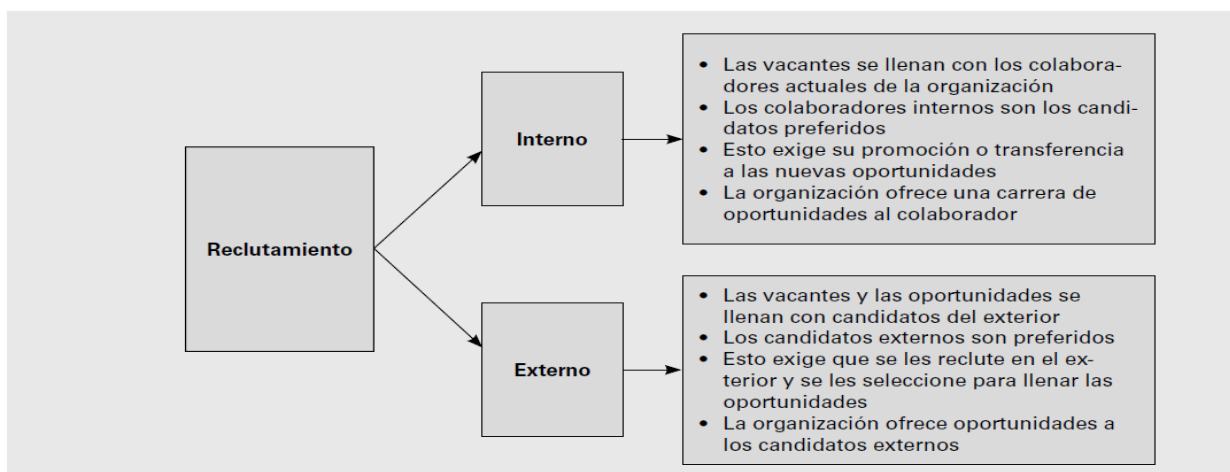 Reclutamiento
Interno
• Las vacantes se llenan con los colabora-
dores actuales de la organización
• Los colaboradores internos son los candi-
datos preferidos
• Esto exige su promoción o transferencia
a las nuevas oportunidades
• La organización ofrece una carrera de
oportunidades al colaborador
Externo
• Las vacantes y las oportunidades se
llenan con candidatos del exterior
• Los candidatos externos son preferidos
• Esto exige que se les reclute en el ex-
terior y se les seleccione para llenar las
oportunidades
• La organización ofrece oportunidades a
los candidatos externos